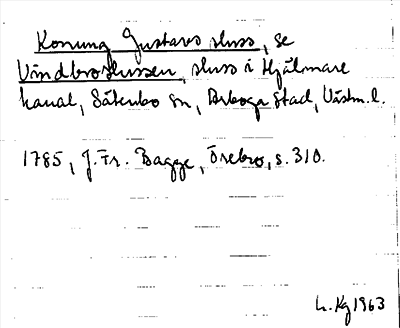 Konung Gustavs sluss, se
Vindbroslussen, sluss i Hjälmare
kanal, Säterbo sn, Arboga stad, Västm. l.
1785, J. Fr. Bagge, Örebro, s. 310.
L. Kg 1963